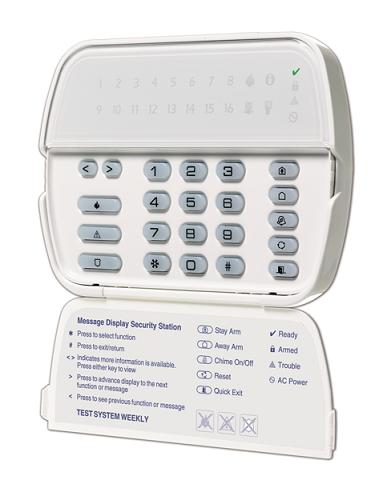 1 2 3 4 5 6 7 8
9 10 11 12 13 14 15 16
< > 1 2 3
4 5 6
7 8 9
* 0 #
Message Display Security Station
* Press to select function
# Press to exit/return
< > Indicates more information is available.
Press either key to view
> Press to advance display to the next
function or message
< Press to see previous function or message
TEST SYSTEM WEEKLY
Stay Arm
Away Arm
Chime On/Off
Reset
Quick Exit
✓ Ready
Armed
Trouble
AC Power